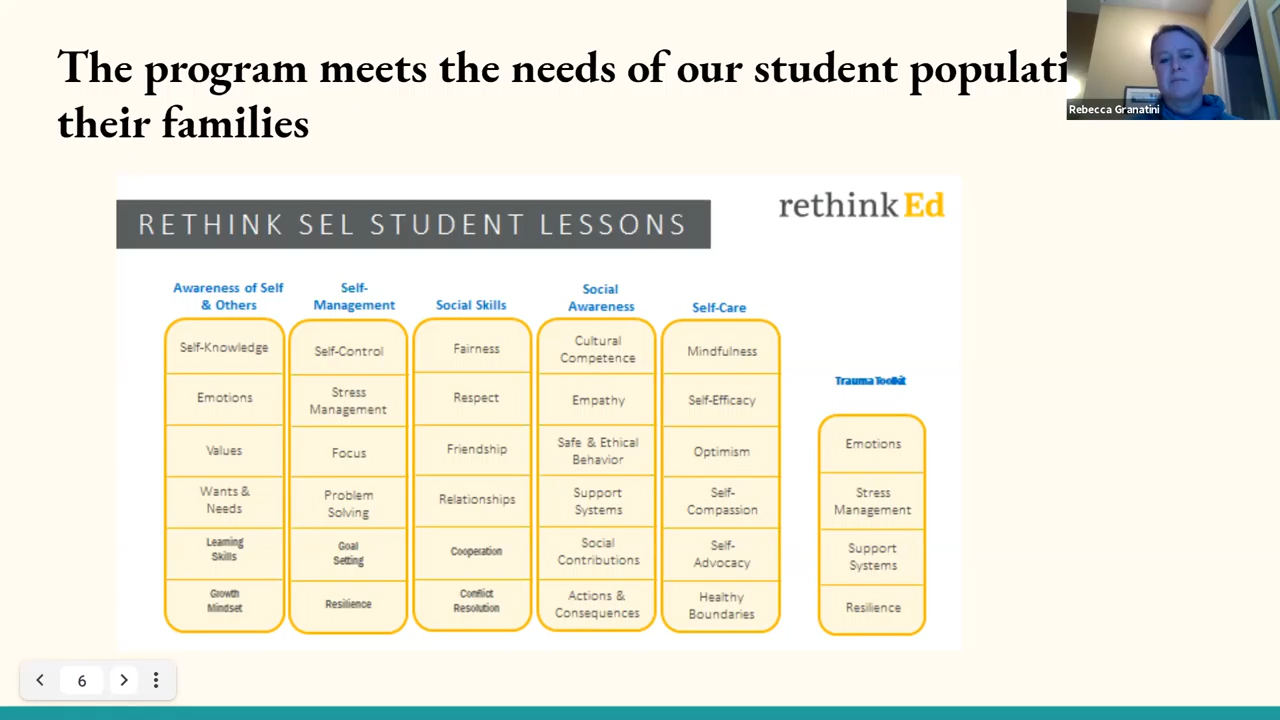 The program meets the needs of our student populati
their families
Rebecca Granatini
RETHINK SEL STUDENT LESSONS
rethinkEd
Awareness of Self
& Others
Self-Knowledge
Emotions
Values
Wants &
Needs
Learning
Skills
Growth
Mindset
Self-
Management
Self-Control
Stress
Management
Focus
Problem
Solving
Goal
Setting
Resilience
Social Skills
Fairness
Respect
Friendship
Relationships
Cooperation
Conflict
Resolution
Social
Awareness
Cultural
Competence
Empathy
Safe & Ethical
Behavior
Support
Systems
Social
Contributions
Actions &
Consequences
Self-Care
Mindfulness
Self-Efficacy
Optimism
Self-
Compassion
Self-
Advocacy
Healthy
Boundaries
Trauma Toolkit
Emotions
Stress
Management
Support
Systems
Resilience
6